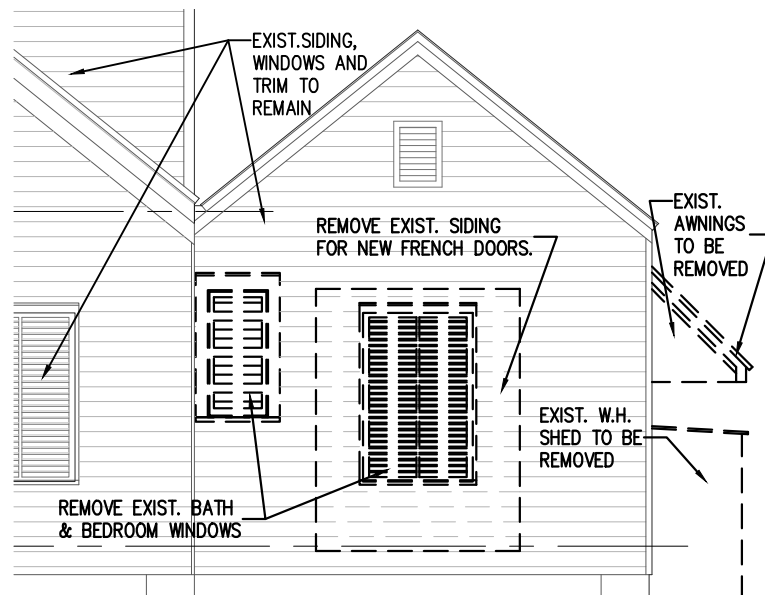 EXIST.SIDING,
WINDOWS AND
TRIM TO
REMAIN
REMOVE EXIST. SIDING
FOR NEW FRENCH DOORS.
EXIST.
AWNINGS
TO BE
REMOVED
EXIST. W.H.
SHED TO BE
REMOVED
REMOVE EXIST. BATH
& BEDROOM WINDOWS